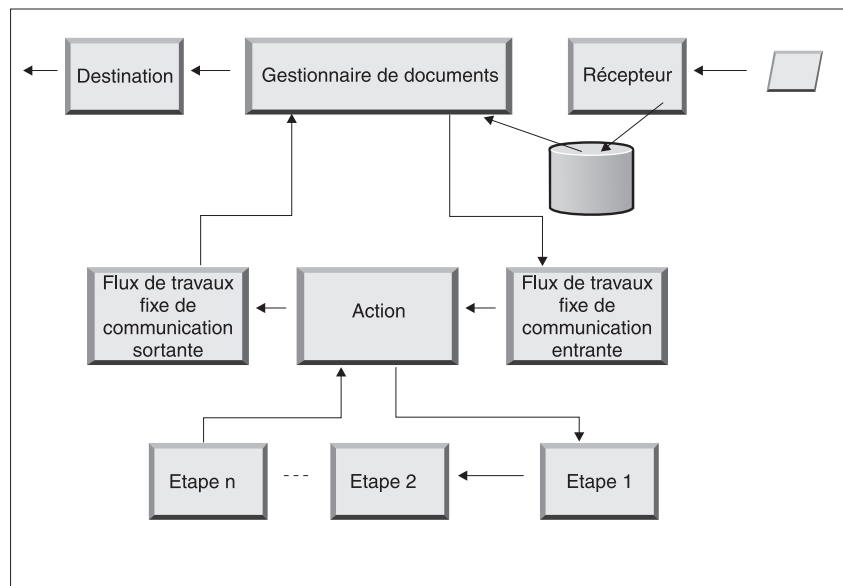 Destination
Gestionnaire de documents
Récepteur
Flux de travaux
fixe de
communication
sortante
Action
Flux de travaux
fixe de
communication
entrante
Etape n
Etape 2
Etape 1